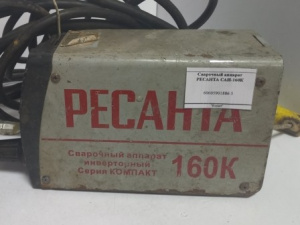 Сварочный аппарат
РЕСАНТА САИ 160К
РЕСАНТА
Сварочный аппарат
инверторный
Серия КОМПАКТ
160К